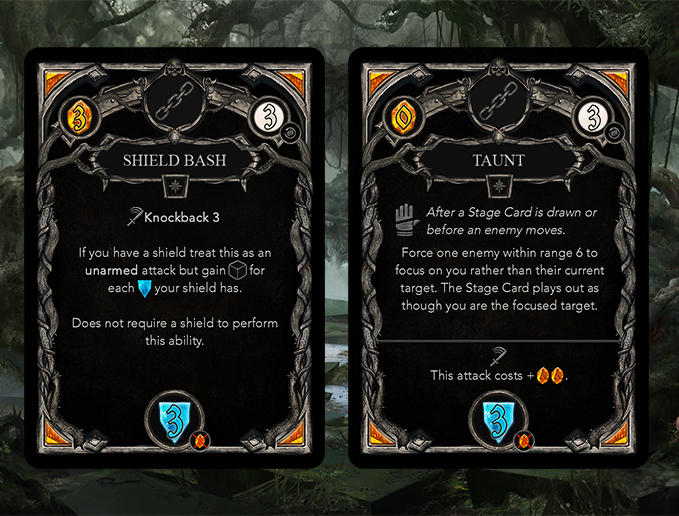 3
3
SHIELD BASH
Knockback 3
If you have a shield treat this as an
unarmed attack but gain for
each your shield has.
Does not require a shield to perform
this ability.
3
0
3
TAUNT
After a Stage Card is drawn or
before an enemy moves.
Force one enemy within range 6 to
focus on you rather than their current
target. The Stage Card plays out as
though you are the focused target.
This attack costs + .
3